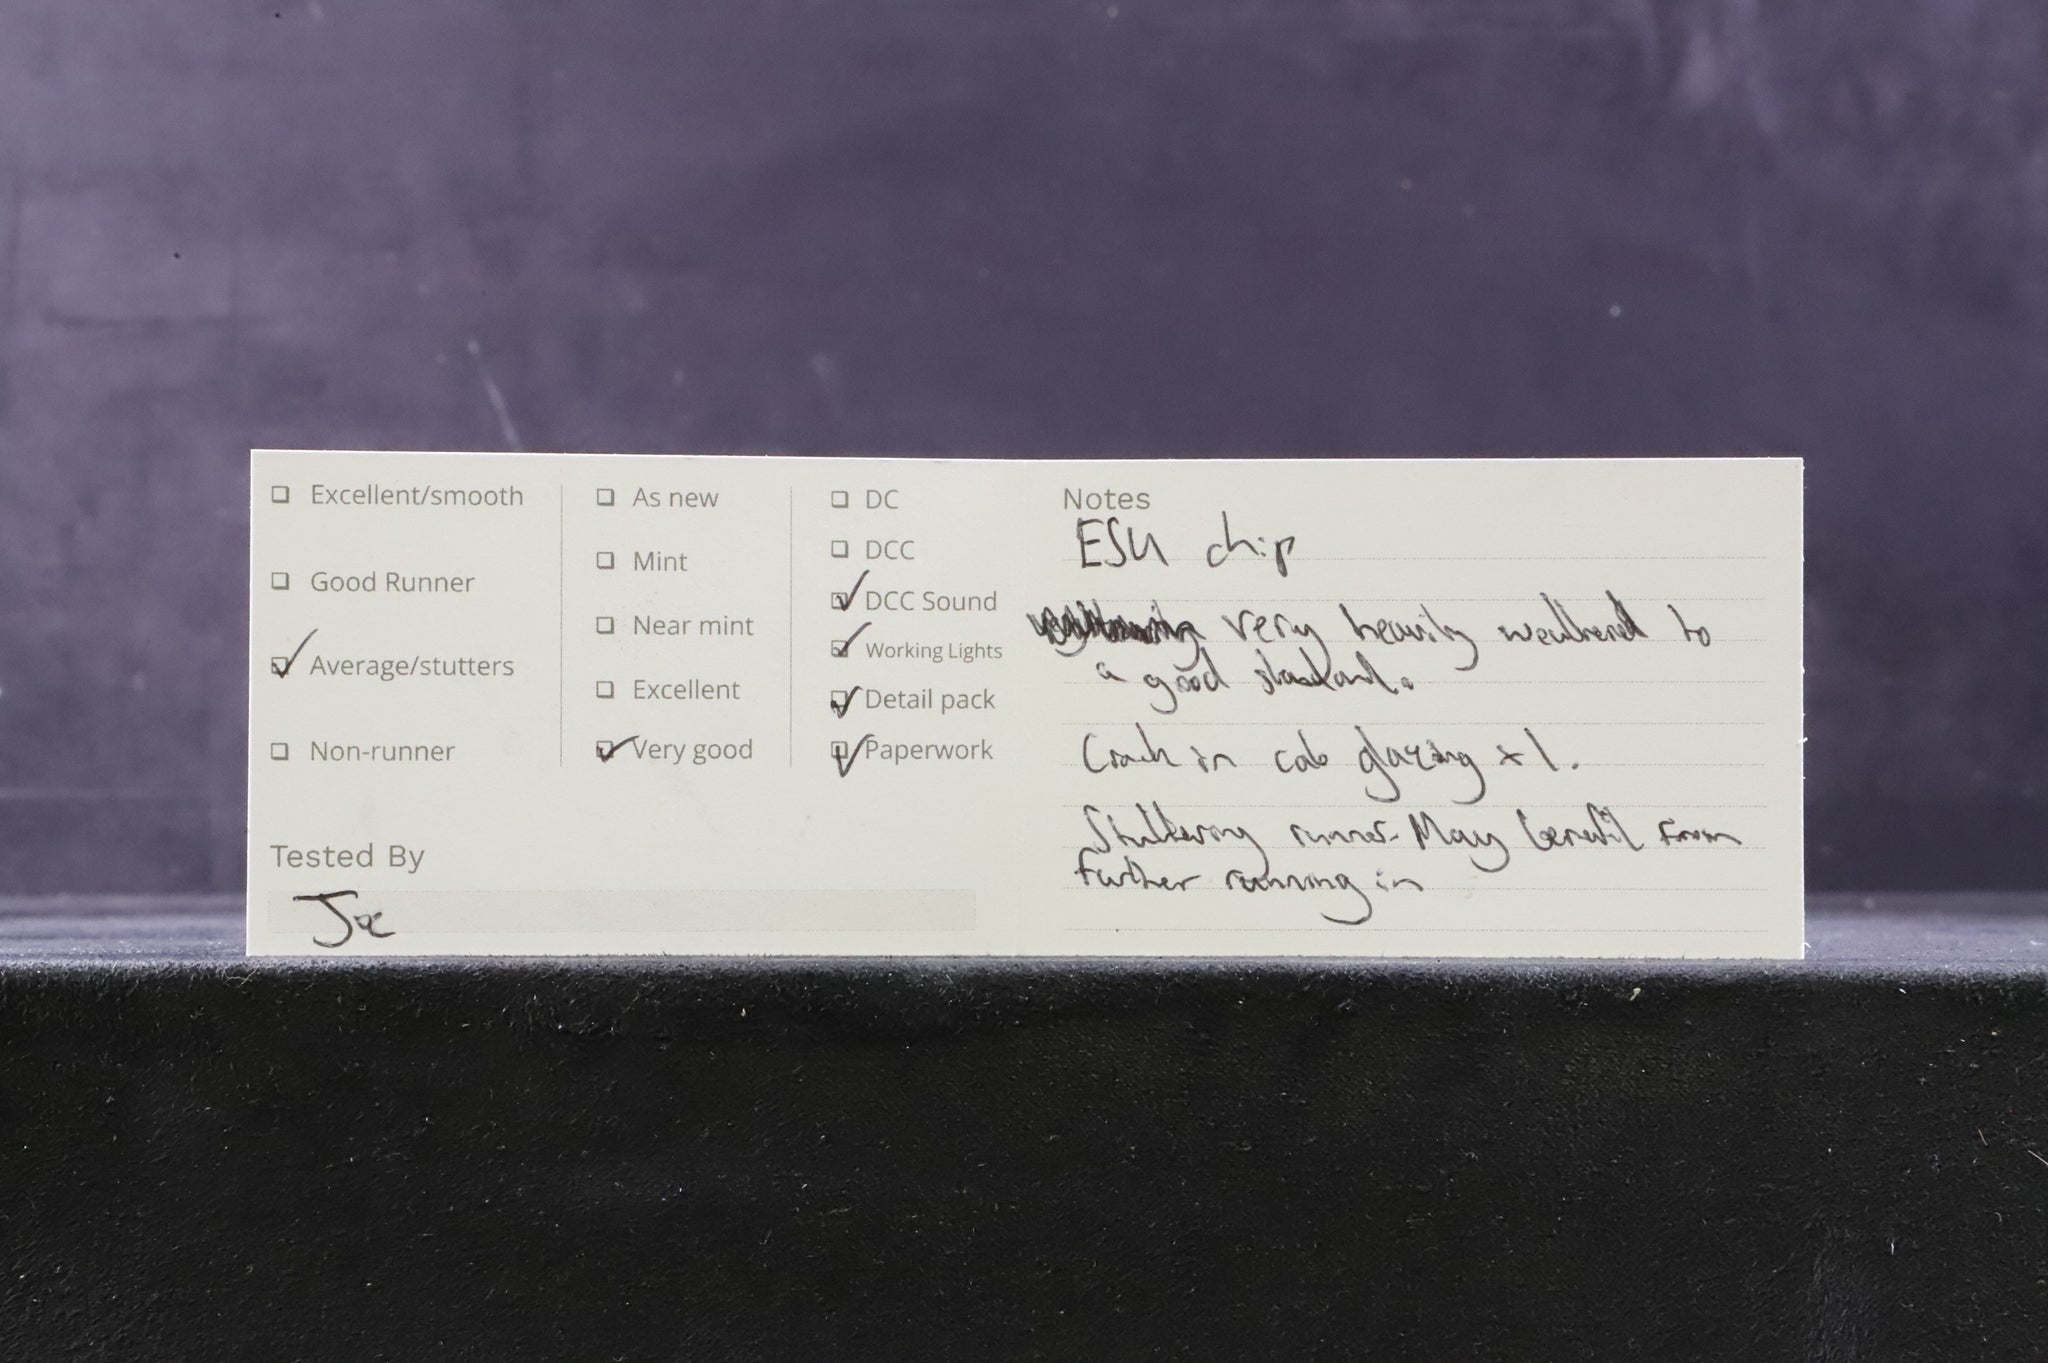 Excellent/smooth
Good Runner
Average/stutters
Non-runner
As new
Mint
Near mint
Excellent
Very good
DC
DCC
DCC Sound
Working Lights
Detail pack
Paperwork
Tested By
Joe
Notes
ESU chip
very heavily weathered to
a good standard.
Crack in cab glazing x1.
Stuttering runner. May benefit from
further running in